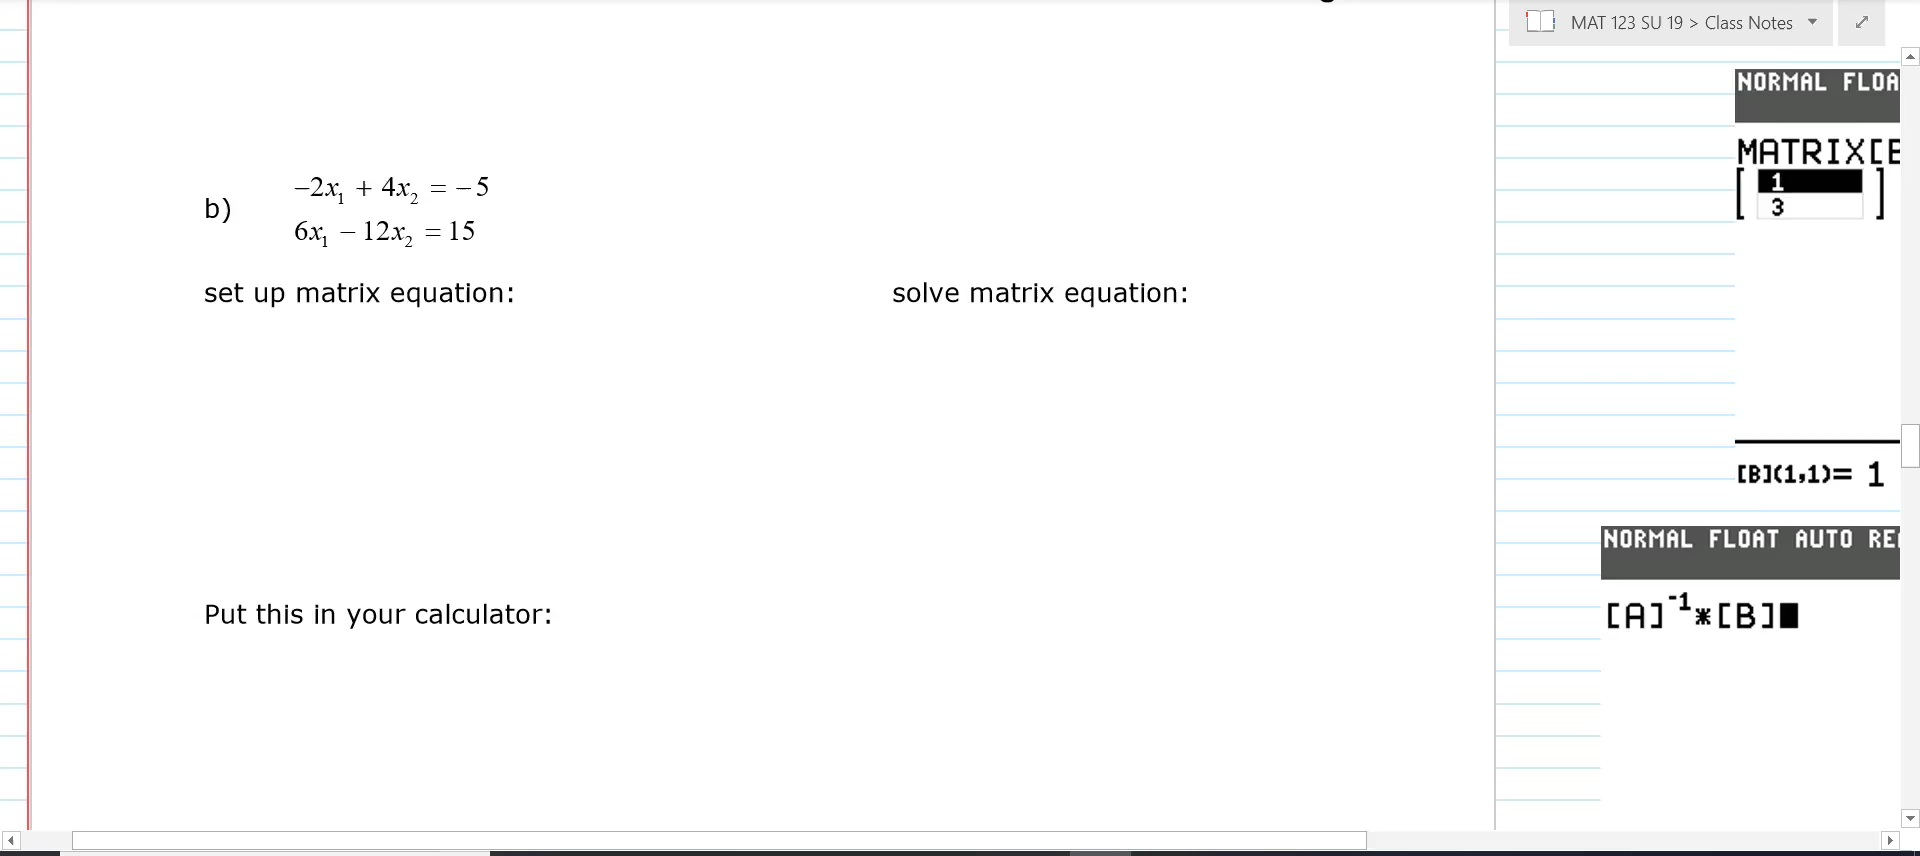 MAT 123 SU 19 > Class Notes
NORMAL FLOA
MATRIX[B
[ 1 ]
[ 3 ]
b) −2x₁ + 4x₂ = −5
6x₁ − 12x₂ = 15
set up matrix equation:
solve matrix equation:
[B](1,1)= 1
NORMAL FLOAT AUTO RE
[A]⁻¹*[B]
Put this in your calculator: